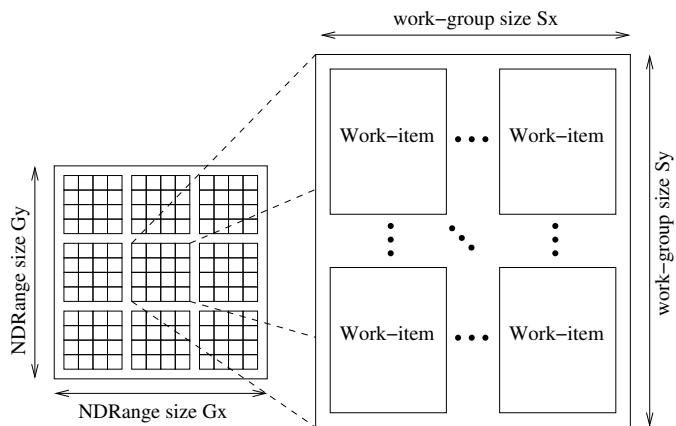 work-group size Sx
Work-item
Work-item
work-group size Sy
NDRange size Gy
Work-item
Work-item
NDRange size Gx